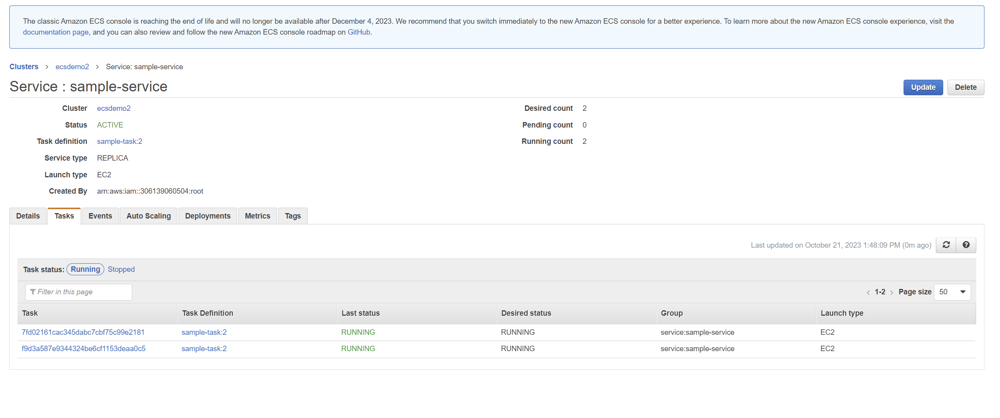 The classic Amazon ECS console is reaching the end of life and will no longer be available after December 4, 2023. We recommend that you switch immediately to the new Amazon ECS console for a better experience. To learn more about the new Amazon ECS console experience, visit the
documentation page, and you can also review and follow the new Amazon ECS console roadmap on GitHub.
Clusters > ecsdemo2 > Service: sample-service
Service : sample-service
Update Delete
Cluster ecsdemo2 Desired count 2
Status ACTIVE Pending count 0
Task definition sample-task:2 Running count 2
Service type REPLICA
Launch type EC2
Created By arn:aws:iam::306139060504:root
Details Tasks Events Auto Scaling Deployments Metrics Tags
Last updated on October 21, 2023 1:48:09 PM (0m ago)
Task status: Running Stopped
Filter in this page < 1-2 > Page size 50
Task Task Definition Last status Desired status Group Launch type
7fd02161cac345dabc7cbf75c99e2181 sample-task:2 RUNNING RUNNING service:sample-service EC2
f9d3a587e9344324be6cf1153deaa0c5 sample-task:2 RUNNING RUNNING service:sample-service EC2